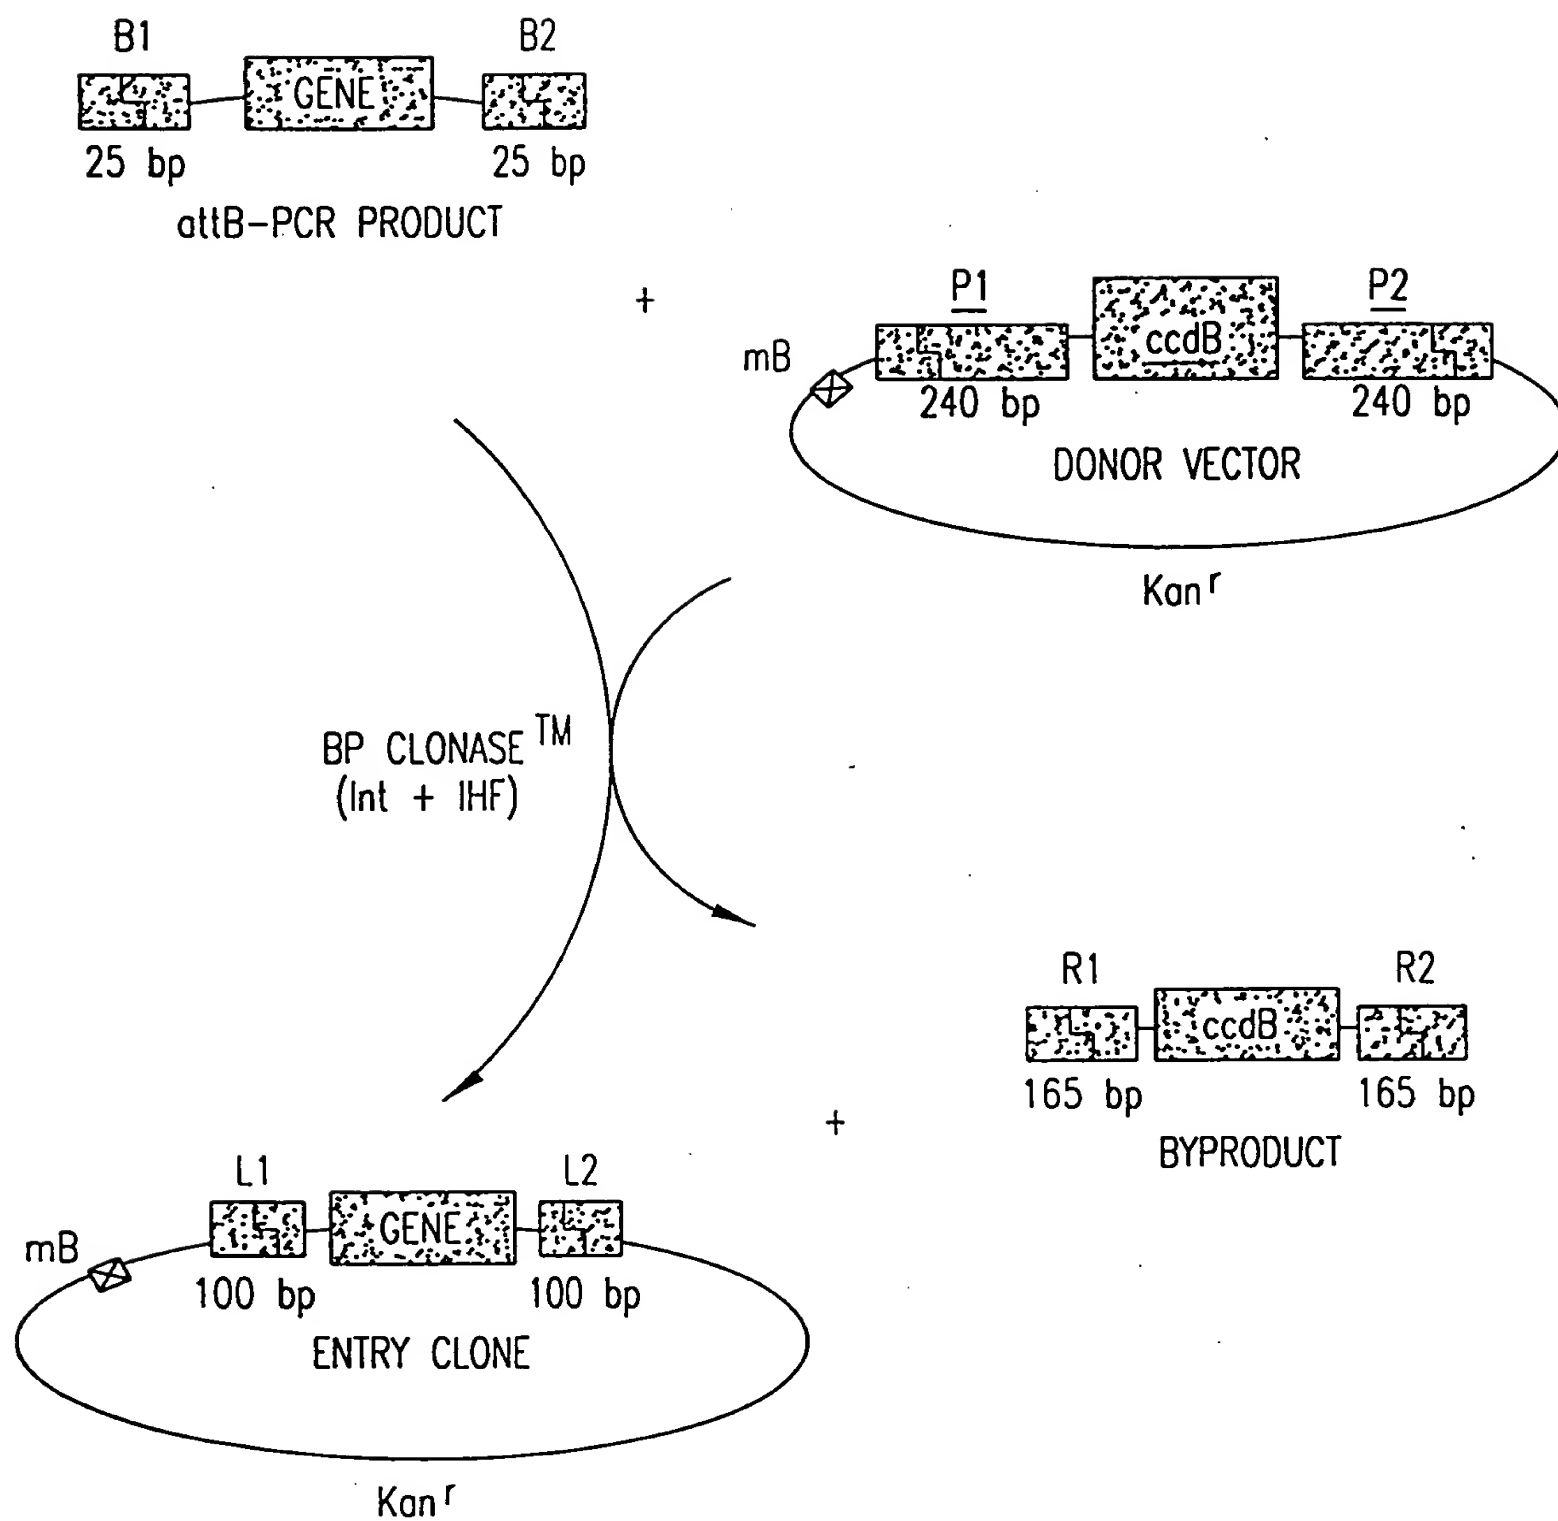 B1
B2
GENE
25 bp
25 bp
attB-PCR PRODUCT
+
P1
P2
mB
ccdB
240 bp
240 bp
DONOR VECTOR
Kan r
BP CLONASE TM
(Int + IHF)
R1
R2
ccdB
165 bp
165 bp
BYPRODUCT
+
L1
L2
mB
GENE
100 bp
100 bp
ENTRY CLONE
Kan r